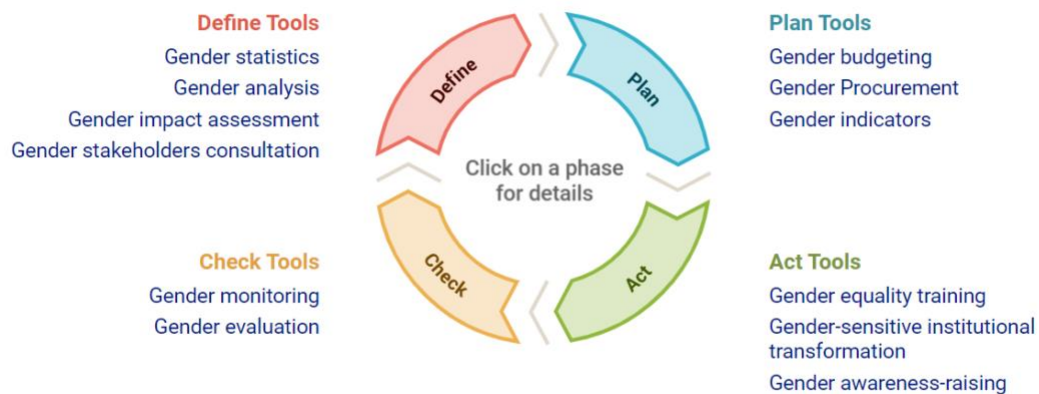 Define Tools
Gender statistics
Gender analysis
Gender impact assessment
Gender stakeholders consultation
Define
Plan
Plan Tools
Gender budgeting
Gender Procurement
Gender indicators
Click on a phase
for details
Check Tools
Gender monitoring
Gender evaluation
Check
Act
Act Tools
Gender equality training
Gender-sensitive institutional
transformation
Gender awareness-raising